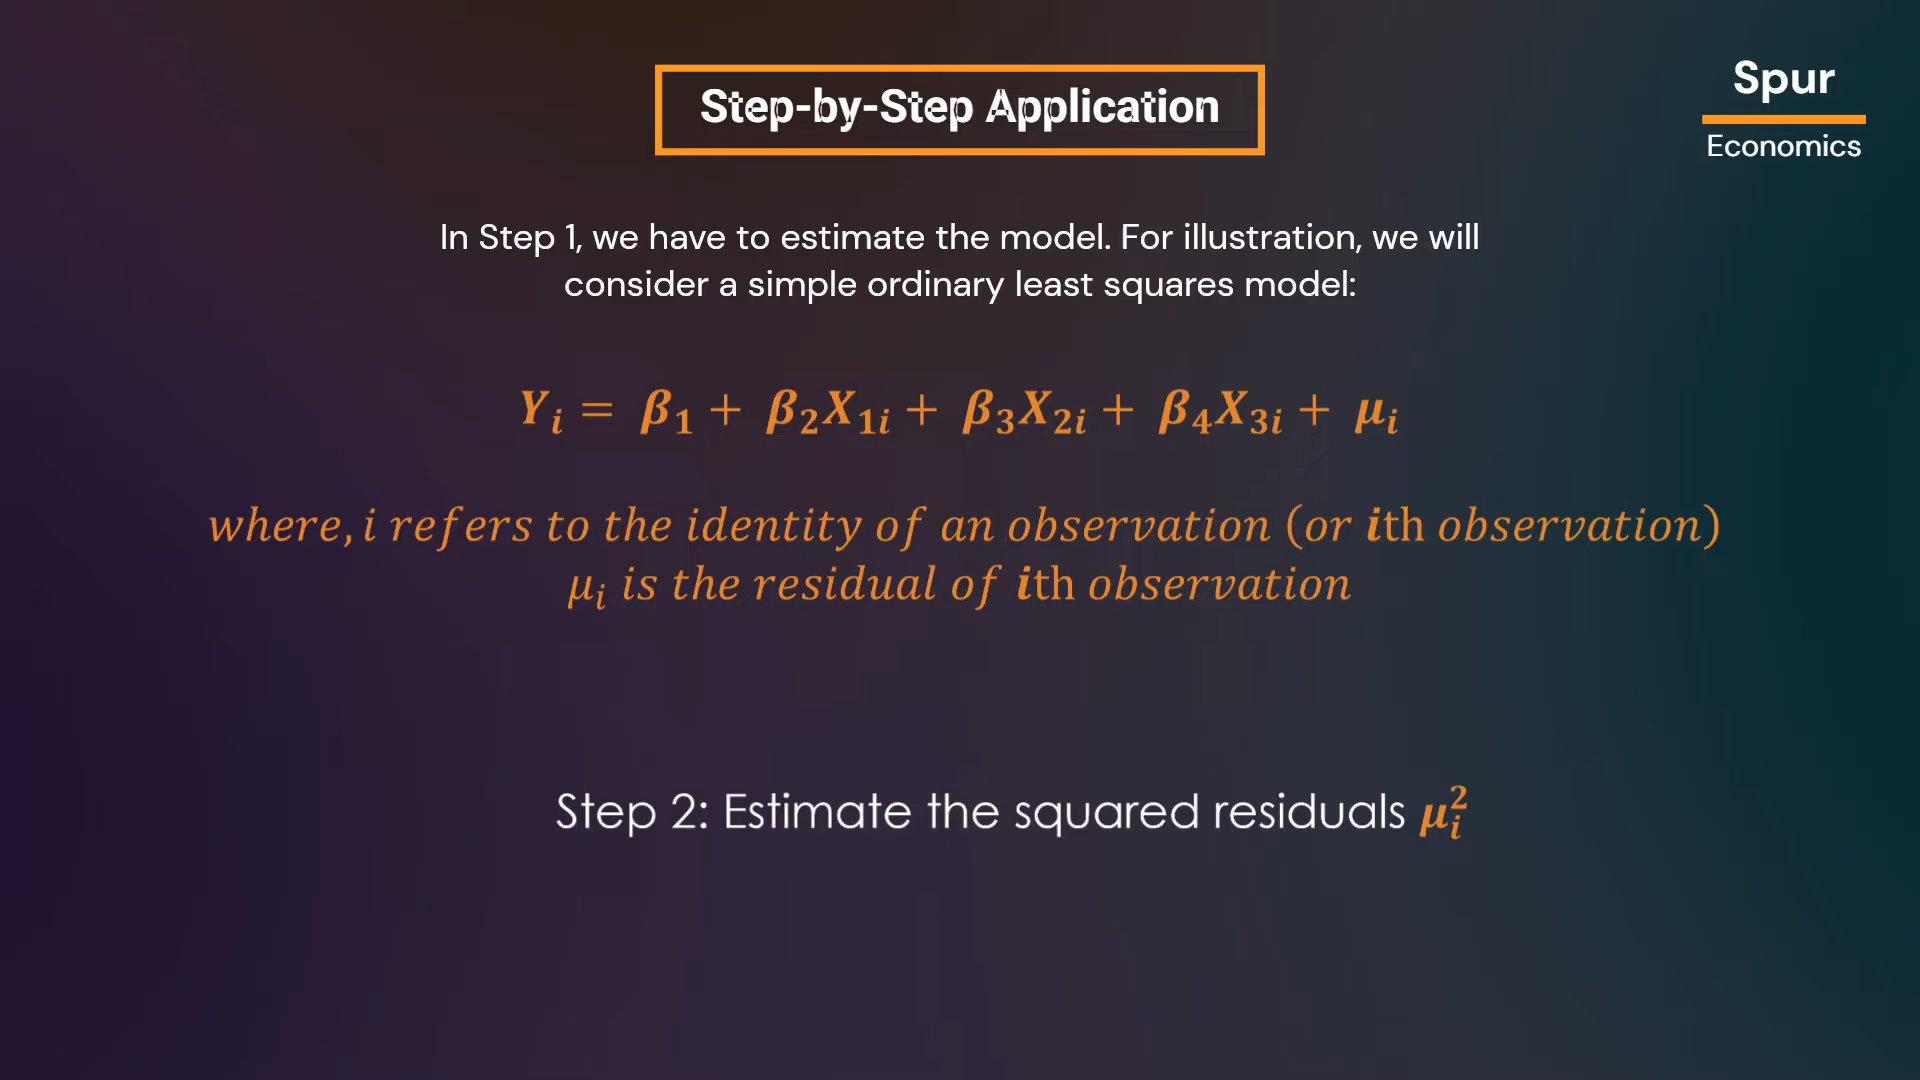 Step-by-Step Application
Spur
Economics
In Step 1, we have to estimate the model. For illustration, we will
consider a simple ordinary least squares model:
Yᵢ = β₁ + β₂X₁ᵢ + β₃X₂ᵢ + β₄X₃ᵢ + μᵢ
where, i refers to the identity of an observation (or ith observation)
μᵢ is the residual of ith observation
Step 2: Estimate the squared residuals μᵢ²